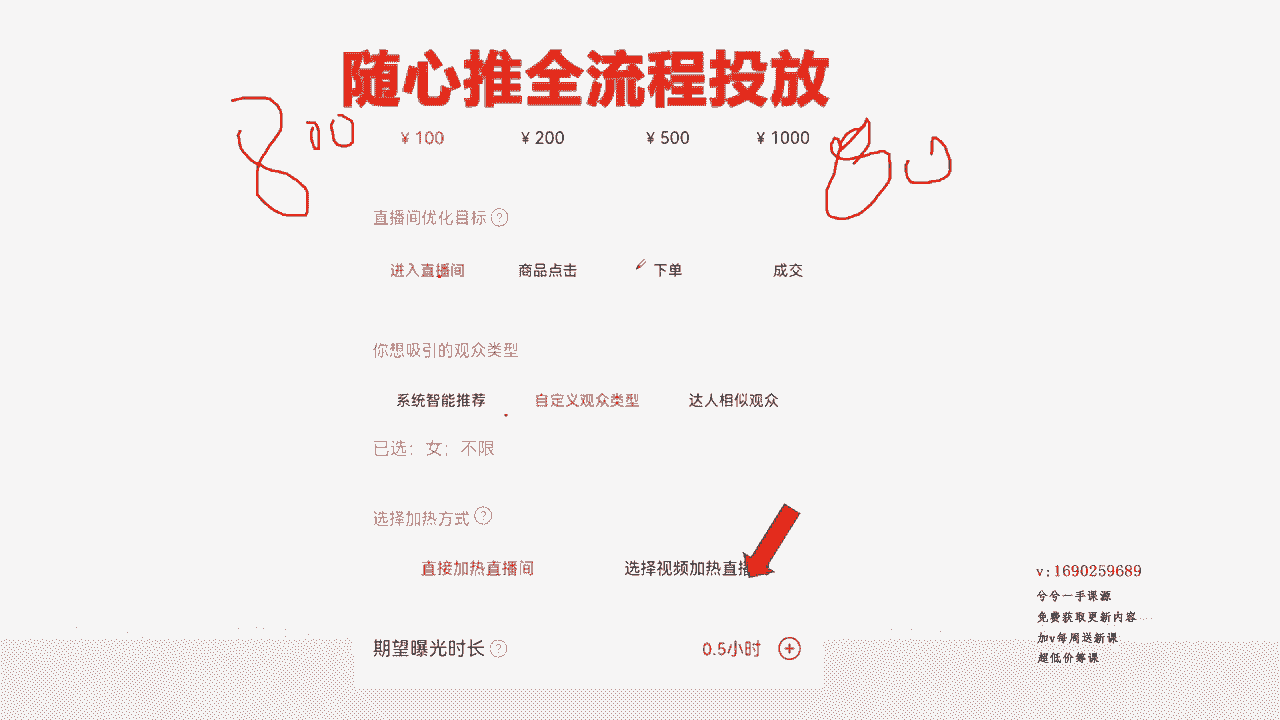 随心推全流程投放
800
¥ 100 ¥ 200 ¥ 500 ¥ 1000
直播间优化目标 ?
进入直播间 商品点击 下单 成交
你想吸引的观众类型
系统智能推荐 自定义观众类型 达人相似观众
已选：女；不限
选择加热方式 ?
直接加热直播间 选择视频加热直播
期望曝光时长 ? 0.5小时 +
v:1690259689
兮兮一手课源
免费获取更新内容
加v每周送新课
超低价筹课